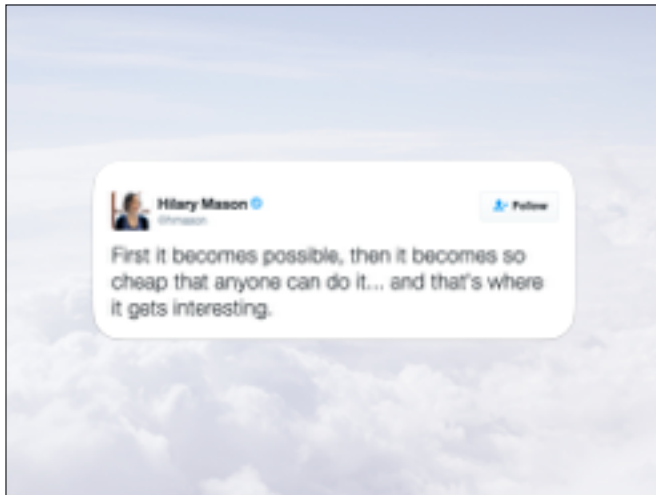 Hilary Mason
@hmason
Follow
First it becomes possible, then it becomes so
cheap that anyone can do it... and that's where
it gets interesting.